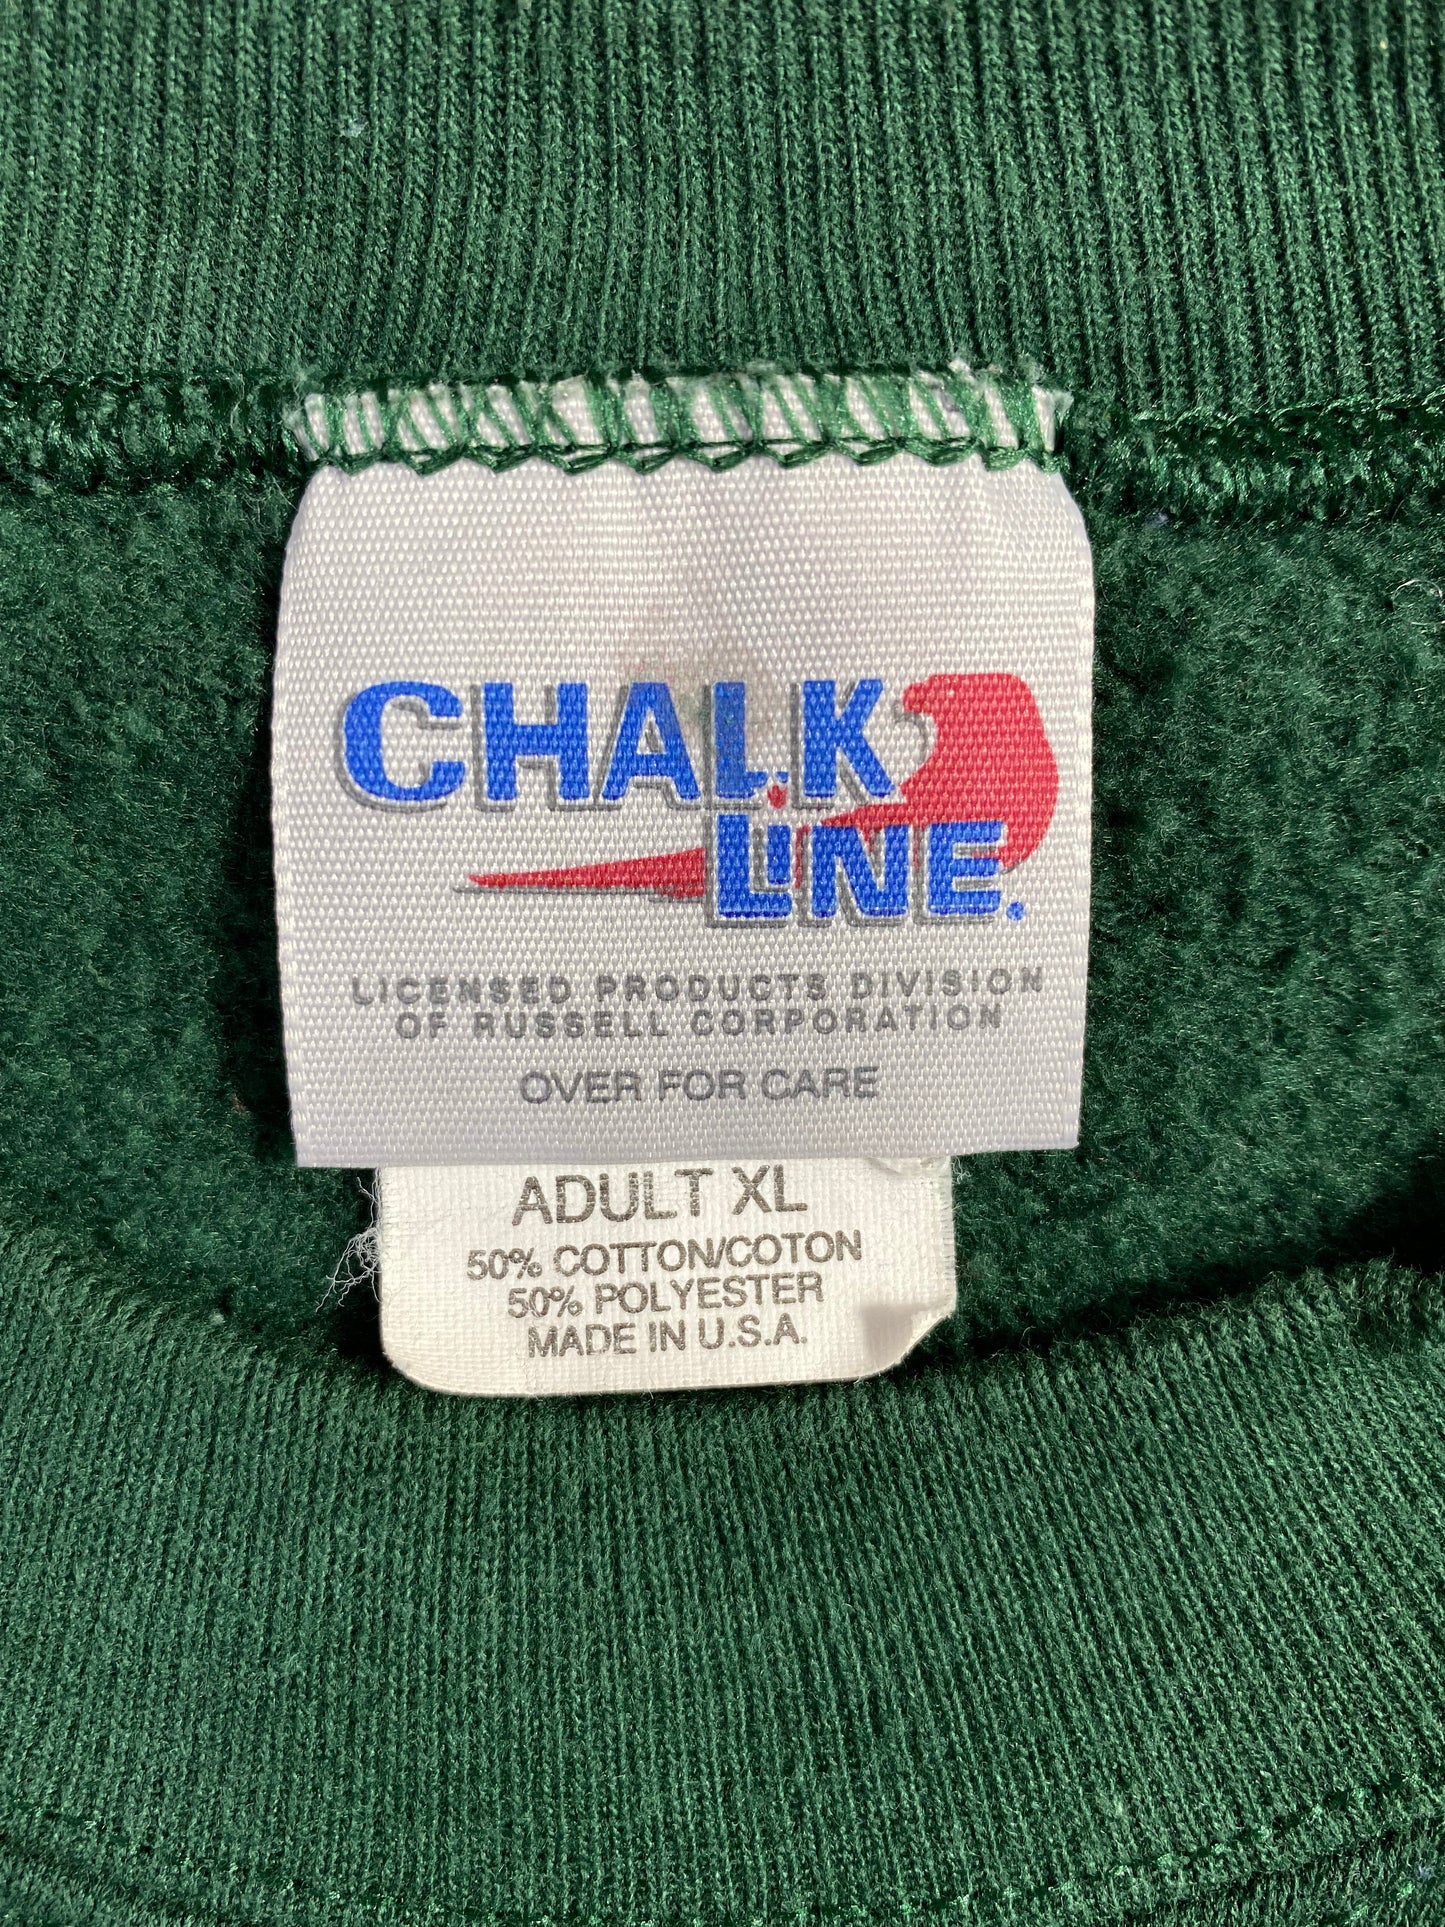 CHALK
LINE.
LICENSED PRODUCTS DIVISION
OF RUSSELL CORPORATION
OVER FOR CARE
ADULT XL
50% COTTON/COTON
50% POLYESTER
MADE IN U.S.A.